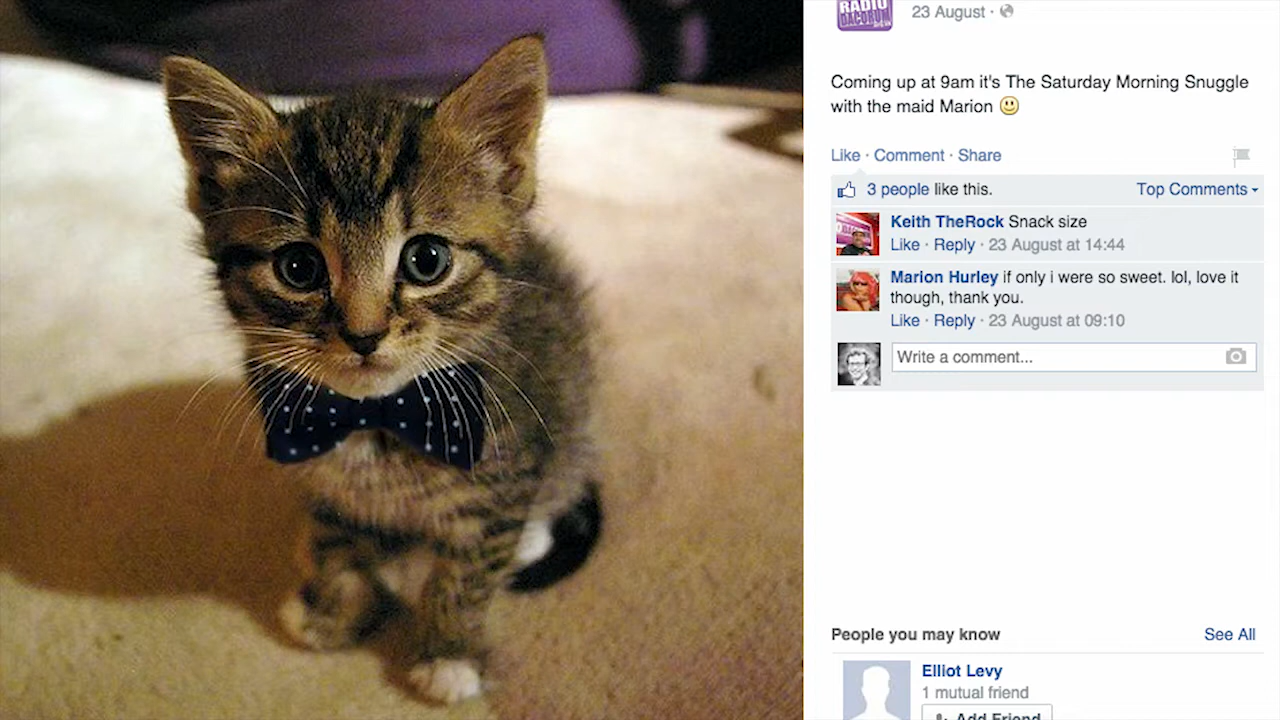 RADIO
DACORUM
23 August ·
Coming up at 9am it's The Saturday Morning Snuggle
with the maid Marion
Like · Comment · Share
3 people like this.
Top Comments
Keith TheRock Snack size
Like · Reply · 23 August at 14:44
Marion Hurley if only i were so sweet. lol, love it
though, thank you.
Like · Reply · 23 August at 09:10
Write a comment...
People you may know
See All
Elliot Levy
1 mutual friend
Add Friend